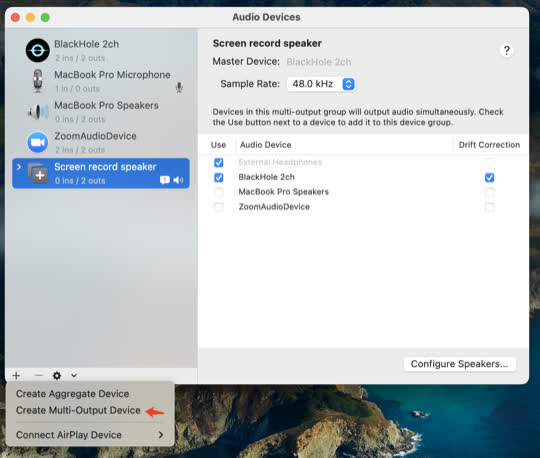 Audio Devices
BlackHole 2ch
2 ins / 2 outs
MacBook Pro Microphone
1 in / 0 outs
MacBook Pro Speakers
0 ins / 2 outs
ZoomAudioDevice
2 ins / 2 outs
Screen record speaker
0 ins / 2 outs
Screen record speaker
?
Master Device: BlackHole 2ch
Sample Rate: 48.0 kHz
Devices in this multi-output group will output audio simultaneously. Check
the Use button next to a device to add it to this device group.
Use Audio Device Drift Correction
External Headphones
BlackHole 2ch
MacBook Pro Speakers
ZoomAudioDevice
Configure Speakers...
Create Aggregate Device
Create Multi-Output Device
Connect AirPlay Device